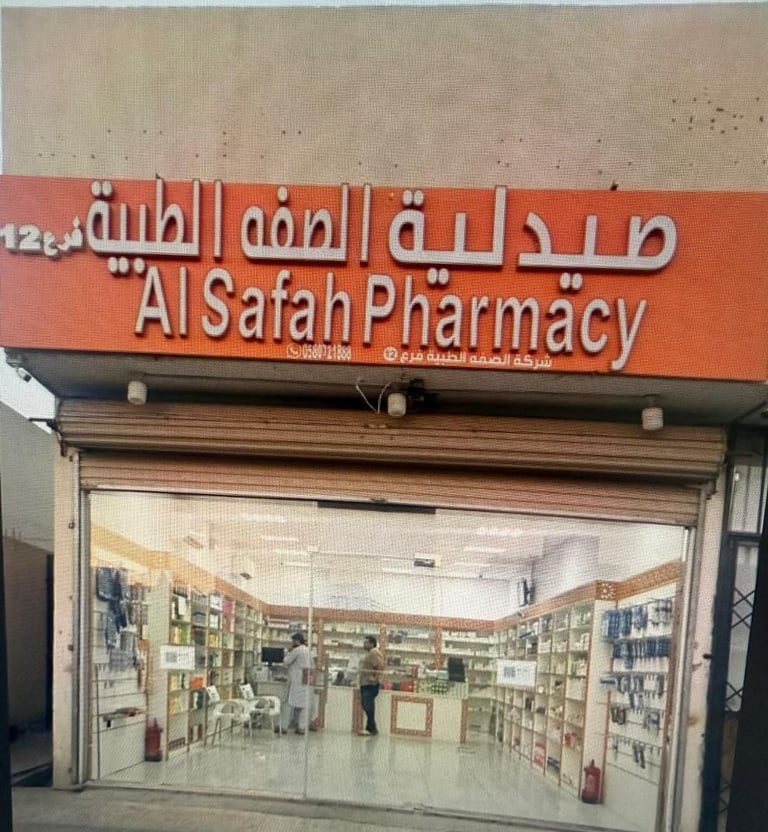 صيدلية الصفه الطبية فرع 12
Al Safah Pharmacy
شركة الصفه الطبية فرع 12